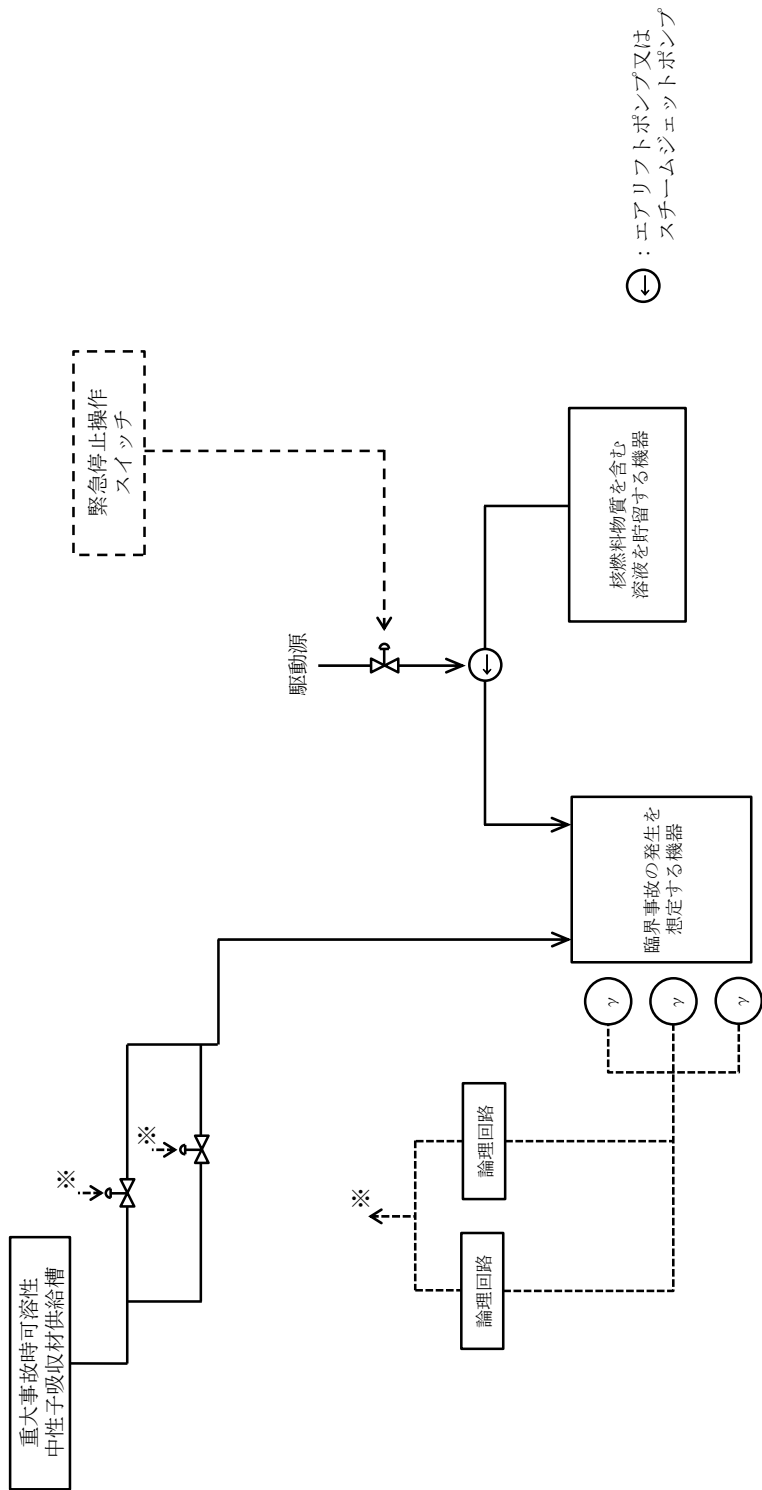 重大事故時可溶性
中性子吸収材供給槽
※
※
緊急停止操作
スイッチ
駆動源
↓
※
論理回路
論理回路
γ
γ
γ
臨界事故の発生を
想定する機器
核燃料物質を含む
溶液を貯留する機器
↓ : エアリフトポンプ又は
スチームジェットポンプ